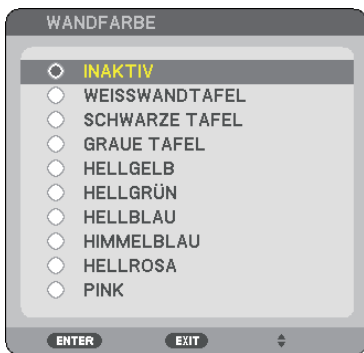 WANDFARBE
INAKTIV
WEISSWANDTAFEL
SCHWARZE TAFEL
GRAUE TAFEL
HELLGELB
HELLGRÜN
HELLBLAU
HIMMELBLAU
HELLROSA
PINK
ENTER EXIT